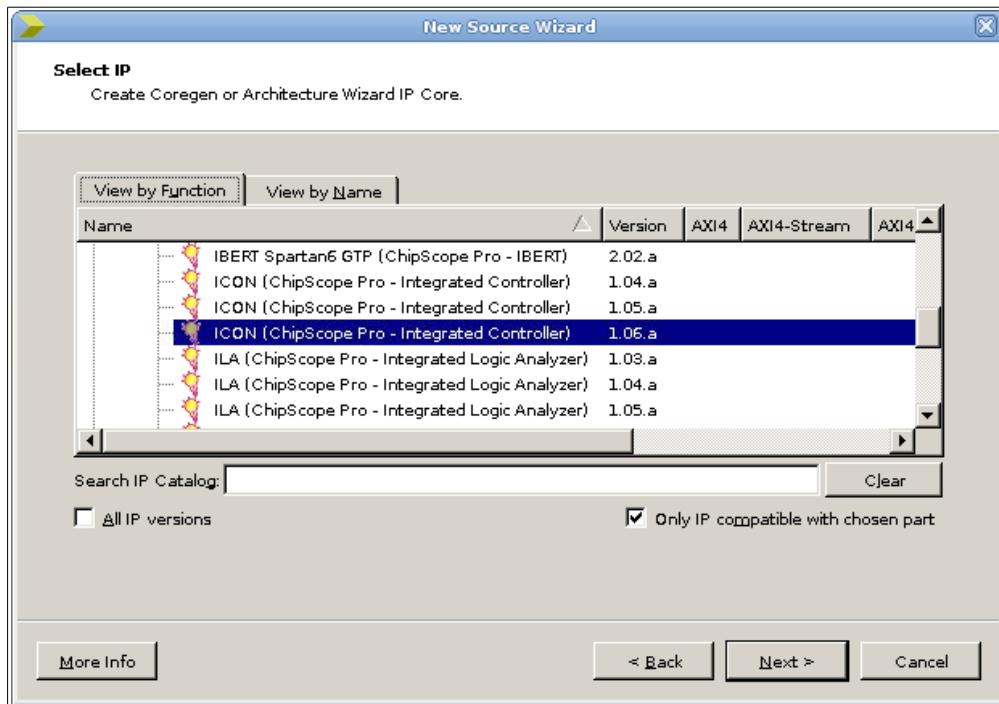 New Source Wizard
Select IP
Create Coregen or Architecture Wizard IP Core.
View by Function View by Name
Name Version AXI4 AXI4-Stream AXI4
IBERT Spartan6 GTP (ChipScope Pro - IBERT) 2.02.a
ICON (ChipScope Pro - Integrated Controller) 1.04.a
ICON (ChipScope Pro - Integrated Controller) 1.05.a
ICON (ChipScope Pro - Integrated Controller) 1.06.a
ILA (ChipScope Pro - Integrated Logic Analyzer) 1.03.a
ILA (ChipScope Pro - Integrated Logic Analyzer) 1.04.a
ILA (ChipScope Pro - Integrated Logic Analyzer) 1.05.a
Search IP Catalog: Clear
All IP versions Only IP compatible with chosen part
More Info < Back Next > Cancel